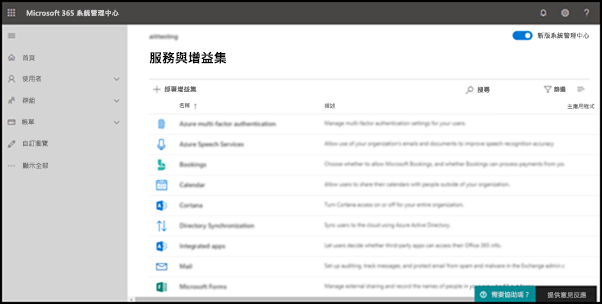 Microsoft 365 系統管理中心
?
新版系統管理中心
首頁
服務與增益集
使用者
群組
部署增益集
搜尋
篩選
名稱 ↑
描述
主應用程式
帳單
Azure multi-factor authentication
Manage multi-factor authentication settings for your users.
自訂瀏覽
Azure Speech Services
Allow use of your organization's emails and documents to improve speech recognition accuracy.
顯示全部
Bookings
Choose whether to allow Microsoft Bookings, and whether Bookings can process payments from you
Calendar
Allow users to share their calendars with people outside of your organization.
Cortana
Turn Cortana access on or off for your entire organization.
Directory Synchronization
Sync users to the cloud using Azure Active Directory.
Integrated apps
Let users decide whether third-party apps can access their Office 365 info.
Mail
Set up auditing, track messages, and protect email from spam and malware in the Exchange admin c
Microsoft Forms
Manage external sharing and record the names of people in
需要協助嗎？
提供意見反應